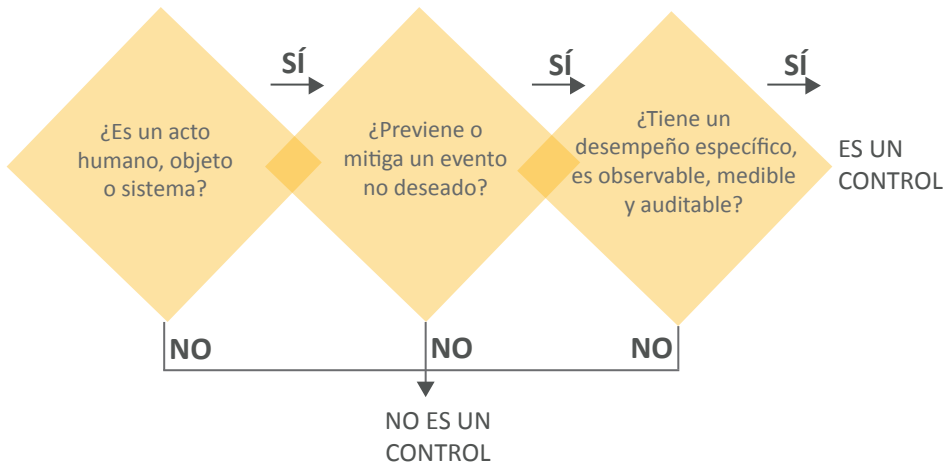 SÍ
SÍ
SÍ
¿Es un acto
humano, objeto
o sistema?
¿Previene o
mitiga un evento
no deseado?
¿Tiene un
desempeño específico,
es observable, medible
y auditable?
ES UN
CONTROL
NO
NO
NO
NO ES UN
CONTROL